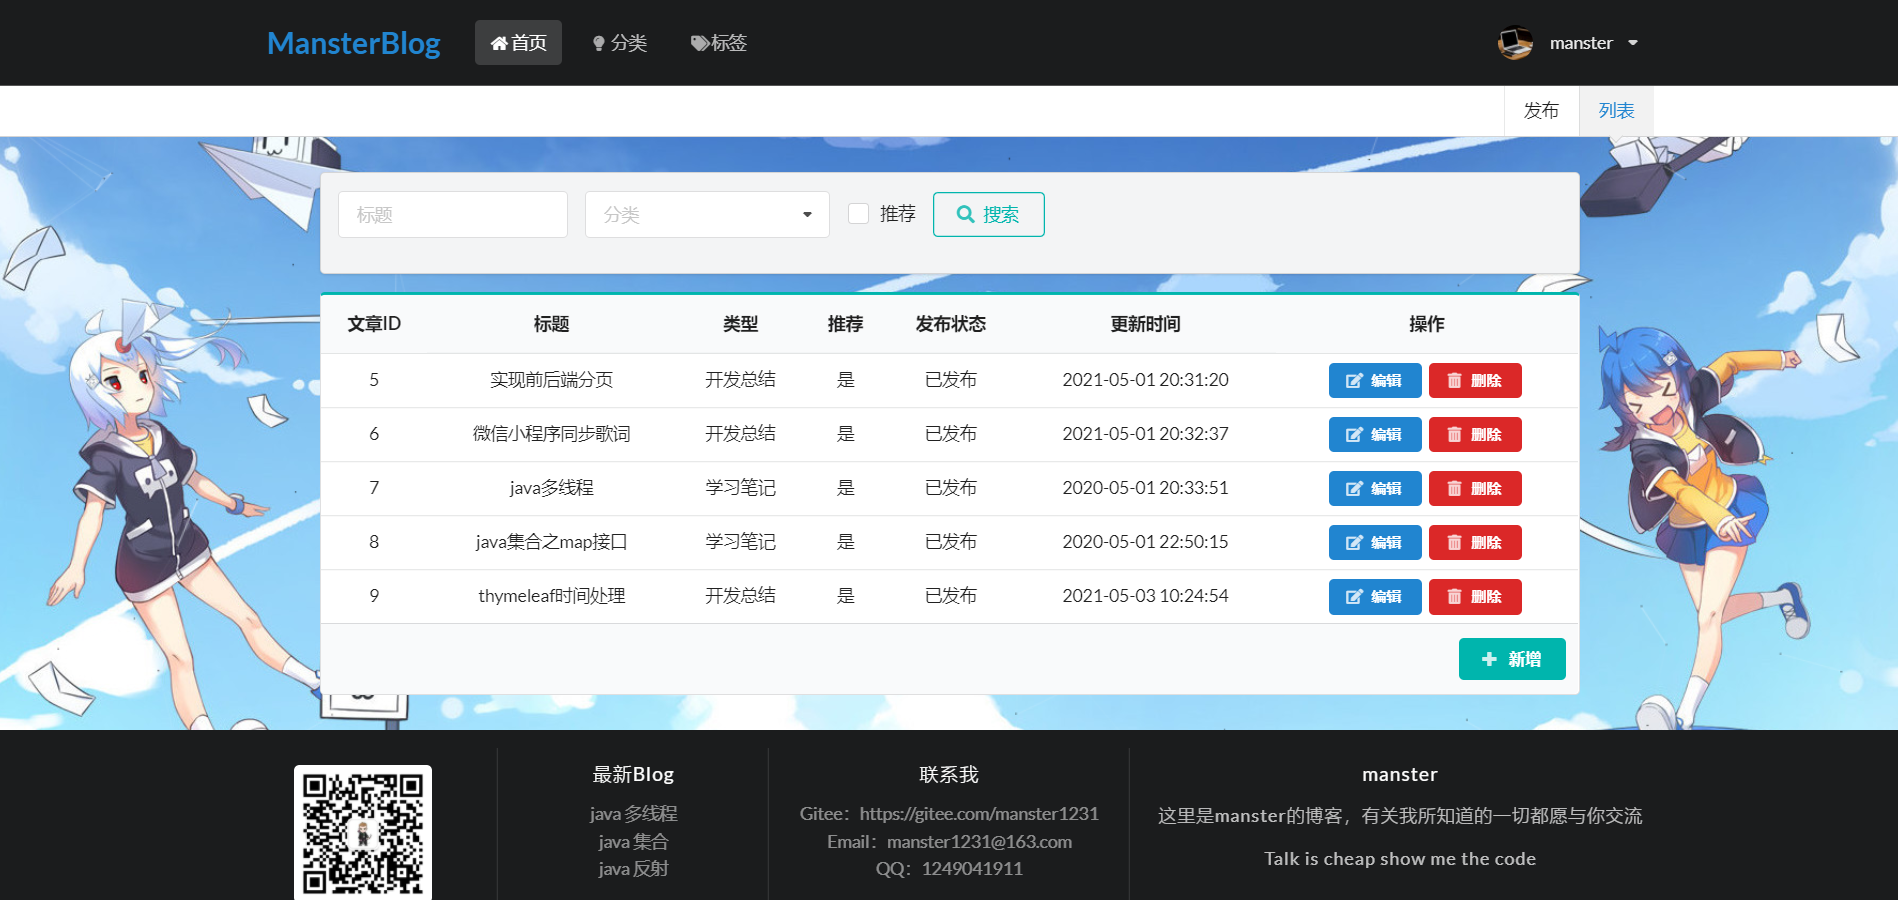 MansterBlog 首页 分类 标签 manster
发布 列表
标题 分类 推荐 搜索
文章ID 标题 类型 推荐 发布状态 更新时间 操作
5 实现前后端分页 开发总结 是 已发布 2021-05-01 20:31:20 编辑 删除
6 微信小程序同步歌词 开发总结 是 已发布 2021-05-01 20:32:37 编辑 删除
7 java多线程 学习笔记 是 已发布 2020-05-01 20:33:51 编辑 删除
8 java集合之map接口 学习笔记 是 已发布 2020-05-01 22:50:15 编辑 删除
9 thymeleaf时间处理 开发总结 是 已发布 2021-05-03 10:24:54 编辑 删除
新增
最新Blog
java 多线程
java 集合
java 反射
联系我
Gitee：https://gitee.com/manster1231
Email：manster1231@163.com
QQ：1249041911
manster
这里是manster的博客，有关我所知道的一切都愿与你交流
Talk is cheap show me the code